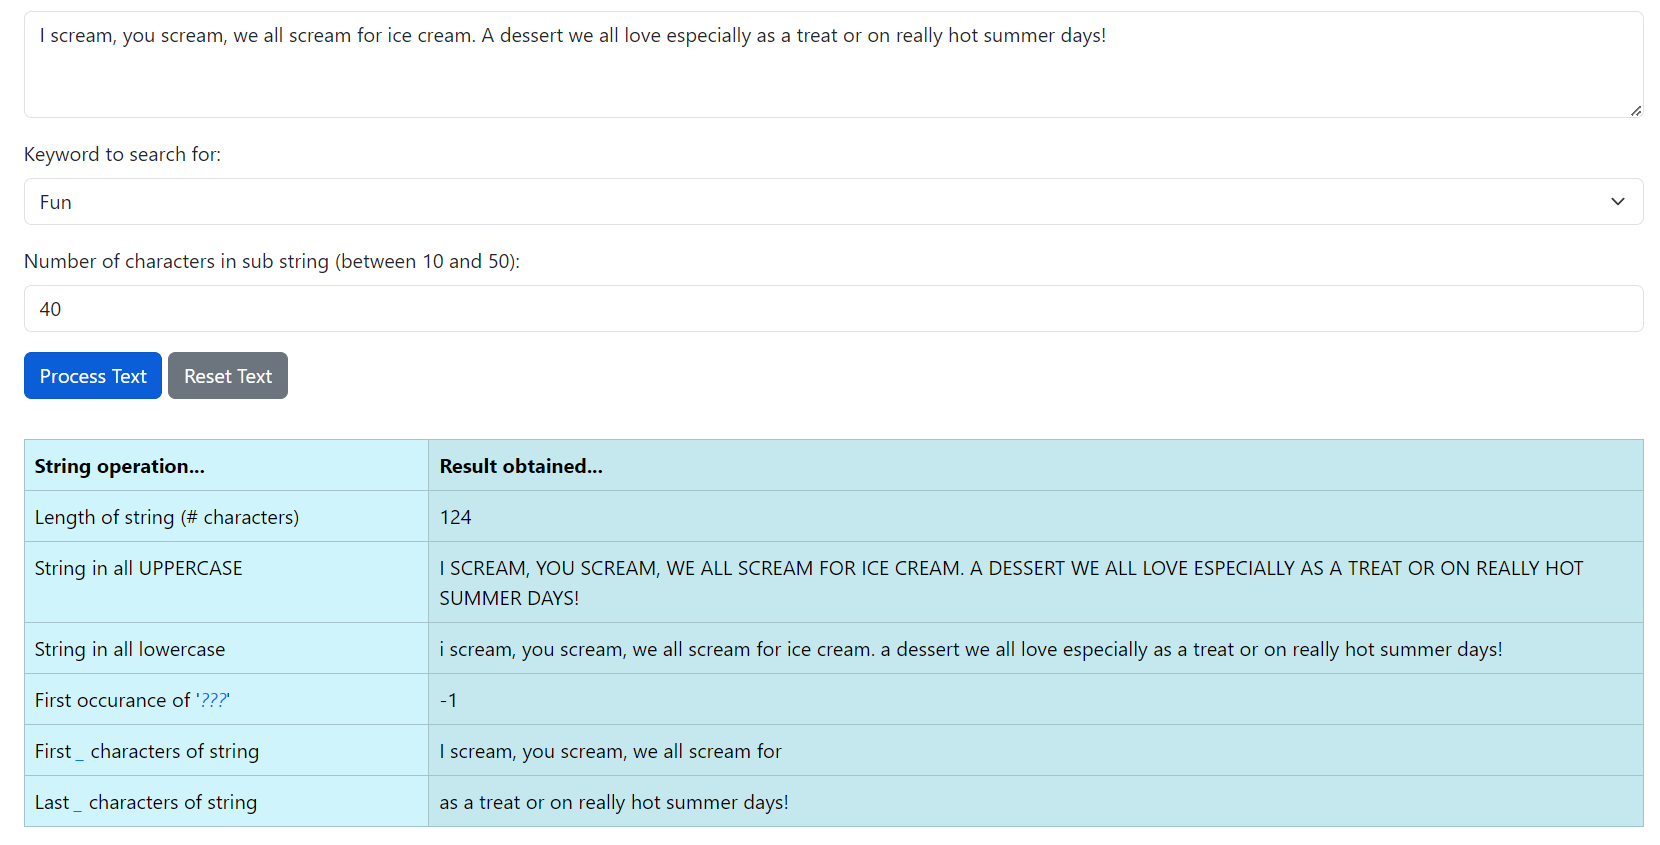 I scream, you scream, we all scream for ice cream. A dessert we all love especially as a treat or on really hot summer days!
Keyword to search for:
Fun
Number of characters in sub string (between 10 and 50):
40
Process Text Reset Text
String operation... Result obtained...
Length of string (# characters) 124
String in all UPPERCASE I SCREAM, YOU SCREAM, WE ALL SCREAM FOR ICE CREAM. A DESSERT WE ALL LOVE ESPECIALLY AS A TREAT OR ON REALLY HOT
SUMMER DAYS!
String in all lowercase i scream, you scream, we all scream for ice cream. a dessert we all love especially as a treat or on really hot summer days!
First occurance of '???' -1
First _ characters of string I scream, you scream, we all scream for
Last _ characters of string as a treat or on really hot summer days!